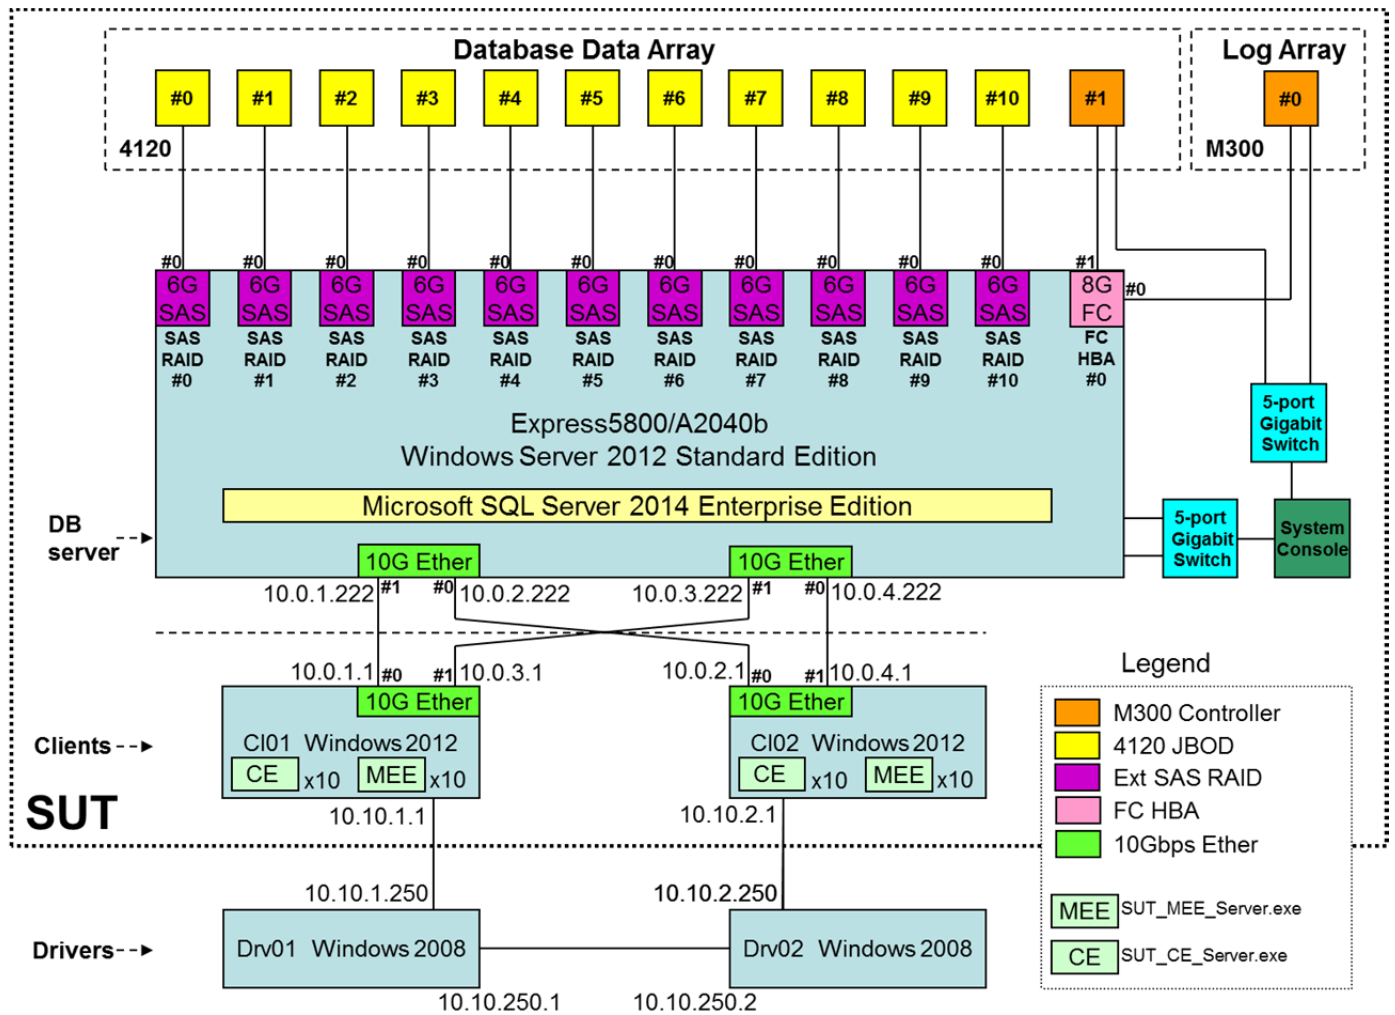 Database Data Array
Log Array
#0 #1 #2 #3 #4 #5 #6 #7 #8 #9 #10 #1 #0
4120
M300
#0 #0 #0 #0 #0 #0 #0 #0 #0 #0 #0 #1
6G 6G 6G 6G 6G 6G 6G 6G 6G 6G 6G 8G #0
SAS SAS SAS SAS SAS SAS SAS SAS SAS SAS SAS FC
SAS SAS SAS SAS SAS SAS SAS SAS SAS SAS SAS FC
RAID RAID RAID RAID RAID RAID RAID RAID RAID RAID RAID HBA
#0 #1 #2 #3 #4 #5 #6 #7 #8 #9 #10 #0
5-port
Gigabit
Switch
Express5800/A2040b
Windows Server 2012 Standard Edition
Microsoft SQL Server 2014 Enterprise Edition
DB
server
5-port
Gigabit
Switch
System
Console
10G Ether 10G Ether
10.0.1.222 #1 #0 10.0.2.222 10.0.3.222 #1 #0 10.0.4.222
10.0.1.1 #0 #1 10.0.3.1 10.0.2.1 #0 #1 10.0.4.1
10G Ether 10G Ether
Clients
Cl01 Windows 2012 Cl02 Windows 2012
CE x10 MEE x10 CE x10 MEE x10
SUT
10.10.1.1 10.10.2.1
10.10.1.250 10.10.2.250
Drivers
Drv01 Windows 2008 Drv02 Windows 2008
10.10.250.1 10.10.250.2
Legend
M300 Controller
4120 JBOD
Ext SAS RAID
FC HBA
10Gbps Ether
MEE SUT_MEE_Server.exe
CE SUT_CE_Server.exe